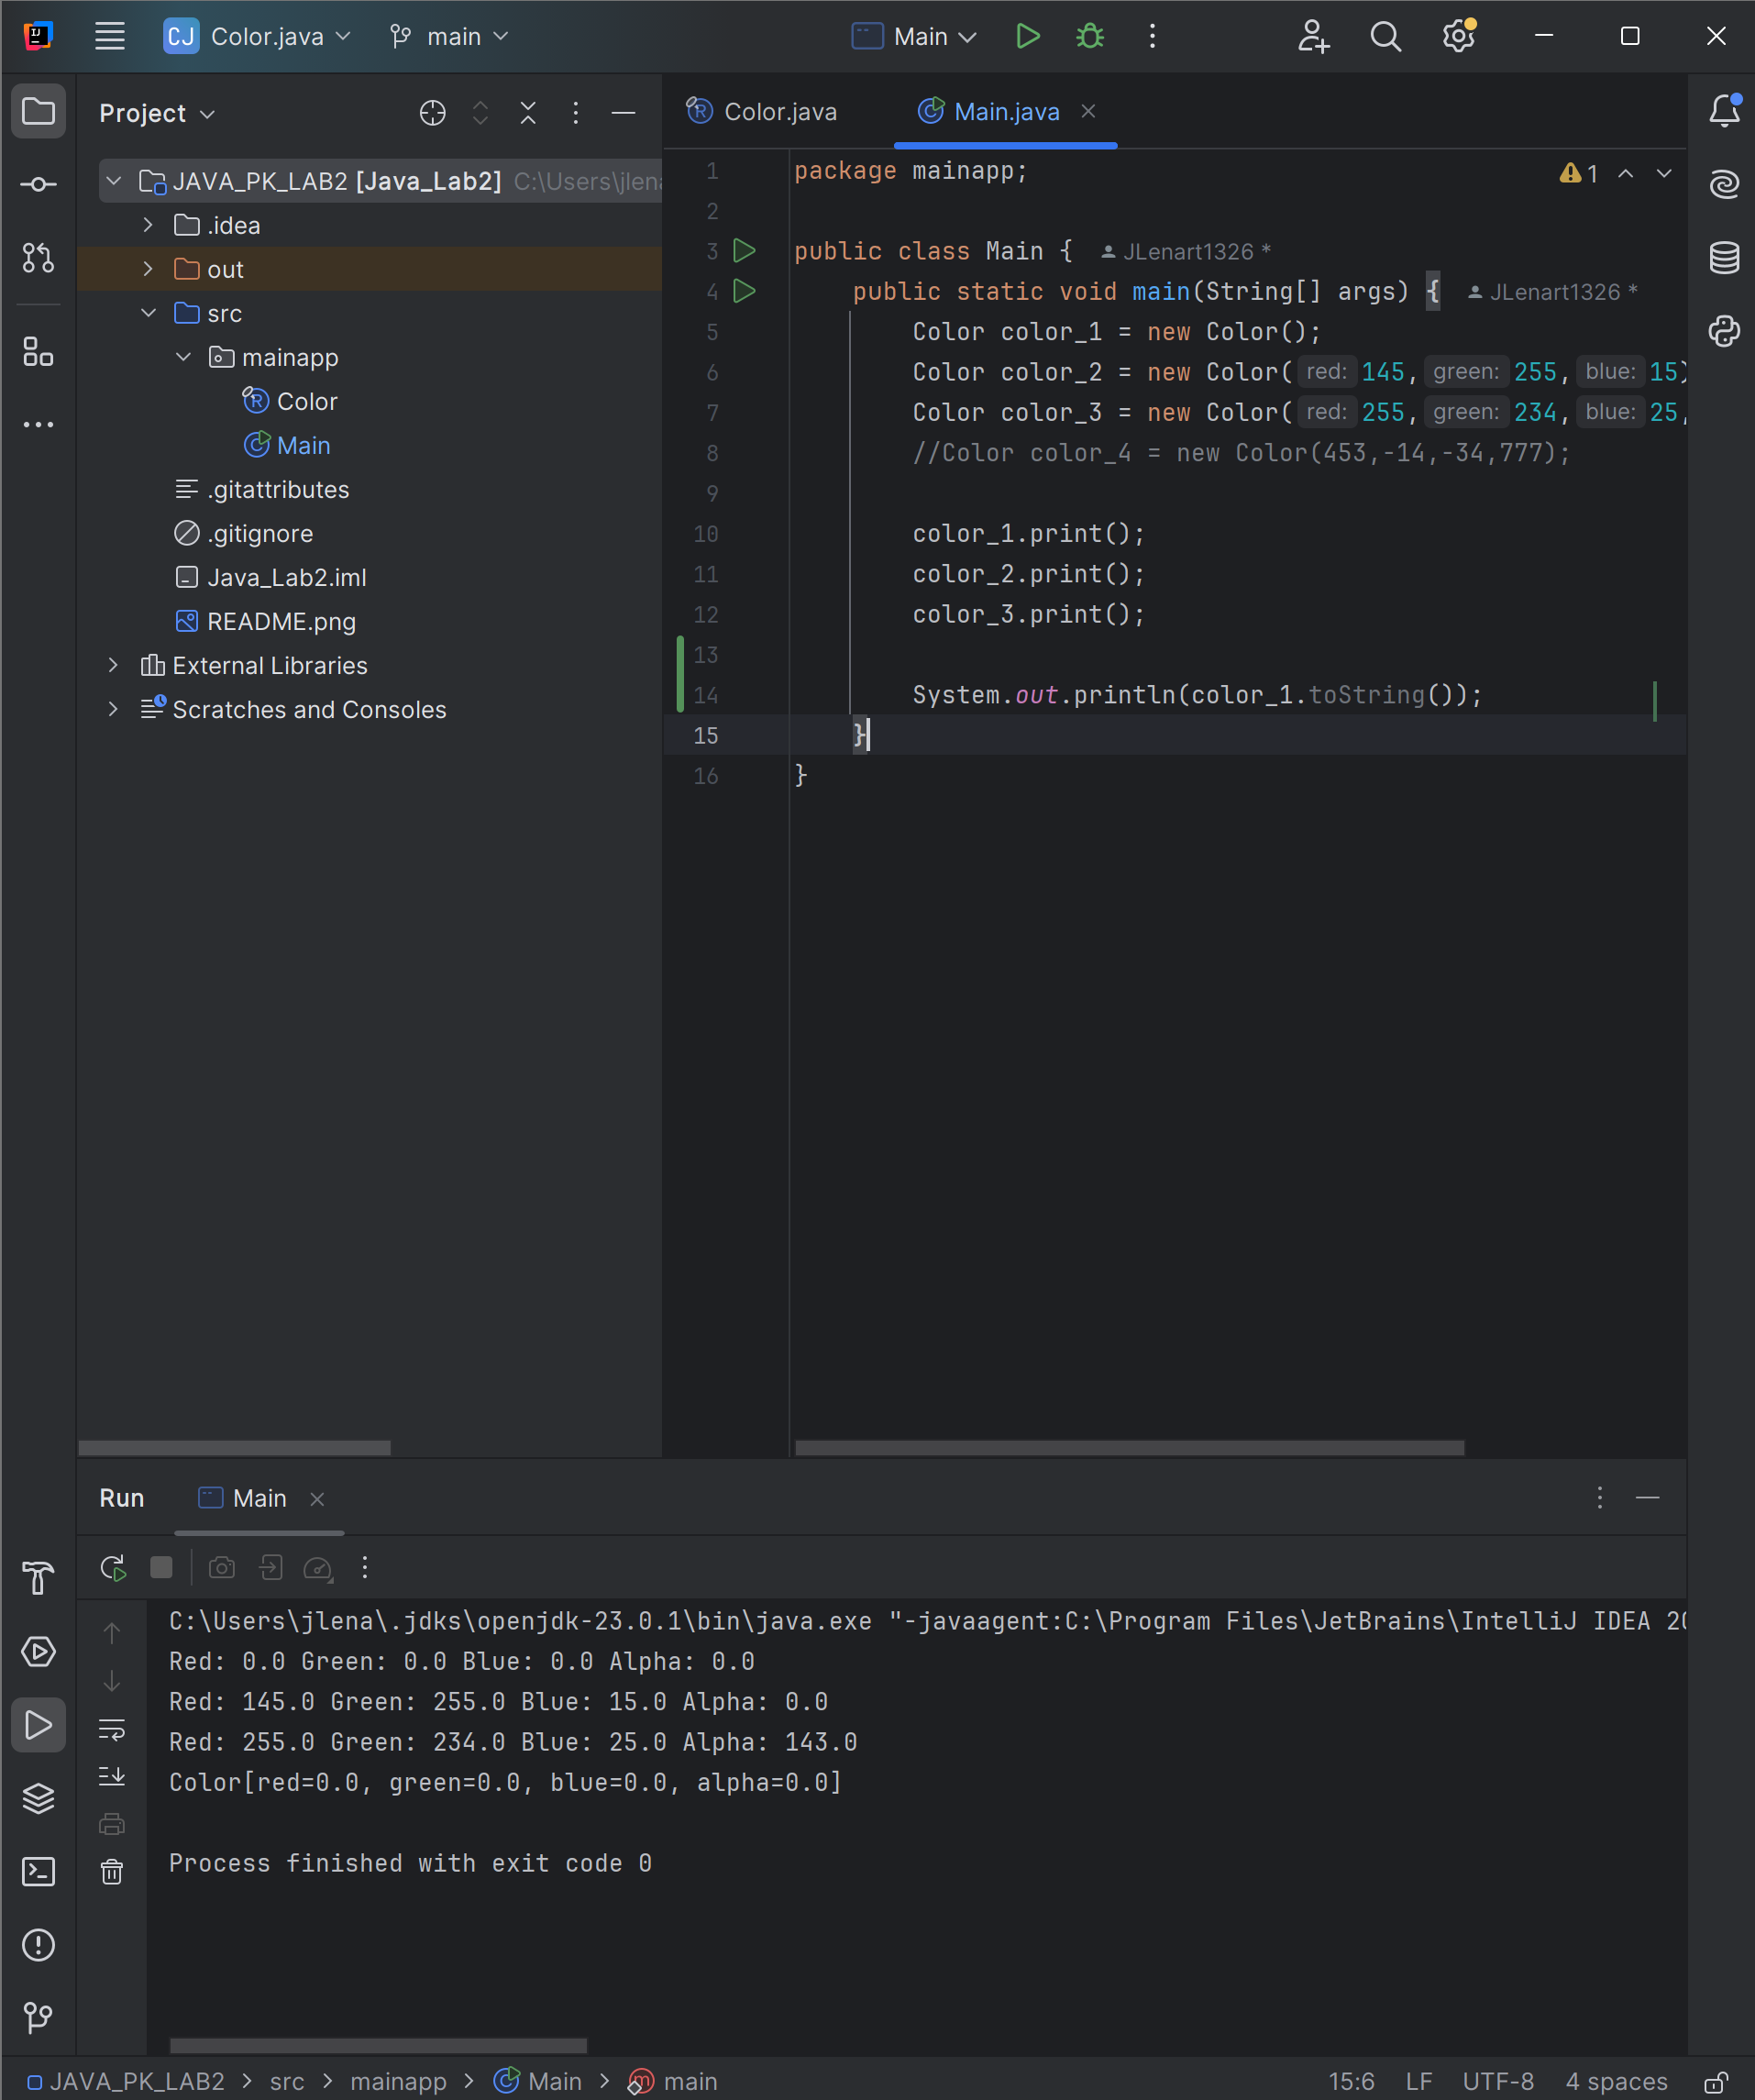 CJ Color.java main Main
Project
JAVA_PK_LAB2 [Java_Lab2] C:\Users\jlena
.idea
out
src
mainapp
Color
Main
.gitattributes
.gitignore
Java_Lab2.iml
README.png
External Libraries
Scratches and Consoles
Color.java Main.java
1 package mainapp; 1
2
3 public class Main { JLenart1326 *
4 public static void main(String[] args) { JLenart1326 *
5 Color color_1 = new Color();
6 Color color_2 = new Color( red: 145, green: 255, blue: 15)
7 Color color_3 = new Color( red: 255, green: 234, blue: 25,
8 //Color color_4 = new Color(453,-14,-34,777);
9
10 color_1.print();
11 color_2.print();
12 color_3.print();
13
14 System.out.println(color_1.toString());
15 }
16 }
Run Main
C:\Users\jlena\.jdks\openjdk-23.0.1\bin\java.exe "-javaagent:C:\Program Files\JetBrains\IntelliJ IDEA 20
Red: 0.0 Green: 0.0 Blue: 0.0 Alpha: 0.0
Red: 145.0 Green: 255.0 Blue: 15.0 Alpha: 0.0
Red: 255.0 Green: 234.0 Blue: 25.0 Alpha: 143.0
Color[red=0.0, green=0.0, blue=0.0, alpha=0.0]
Process finished with exit code 0
JAVA_PK_LAB2 > src > mainapp > Main > main 15:6 LF UTF-8 4 spaces